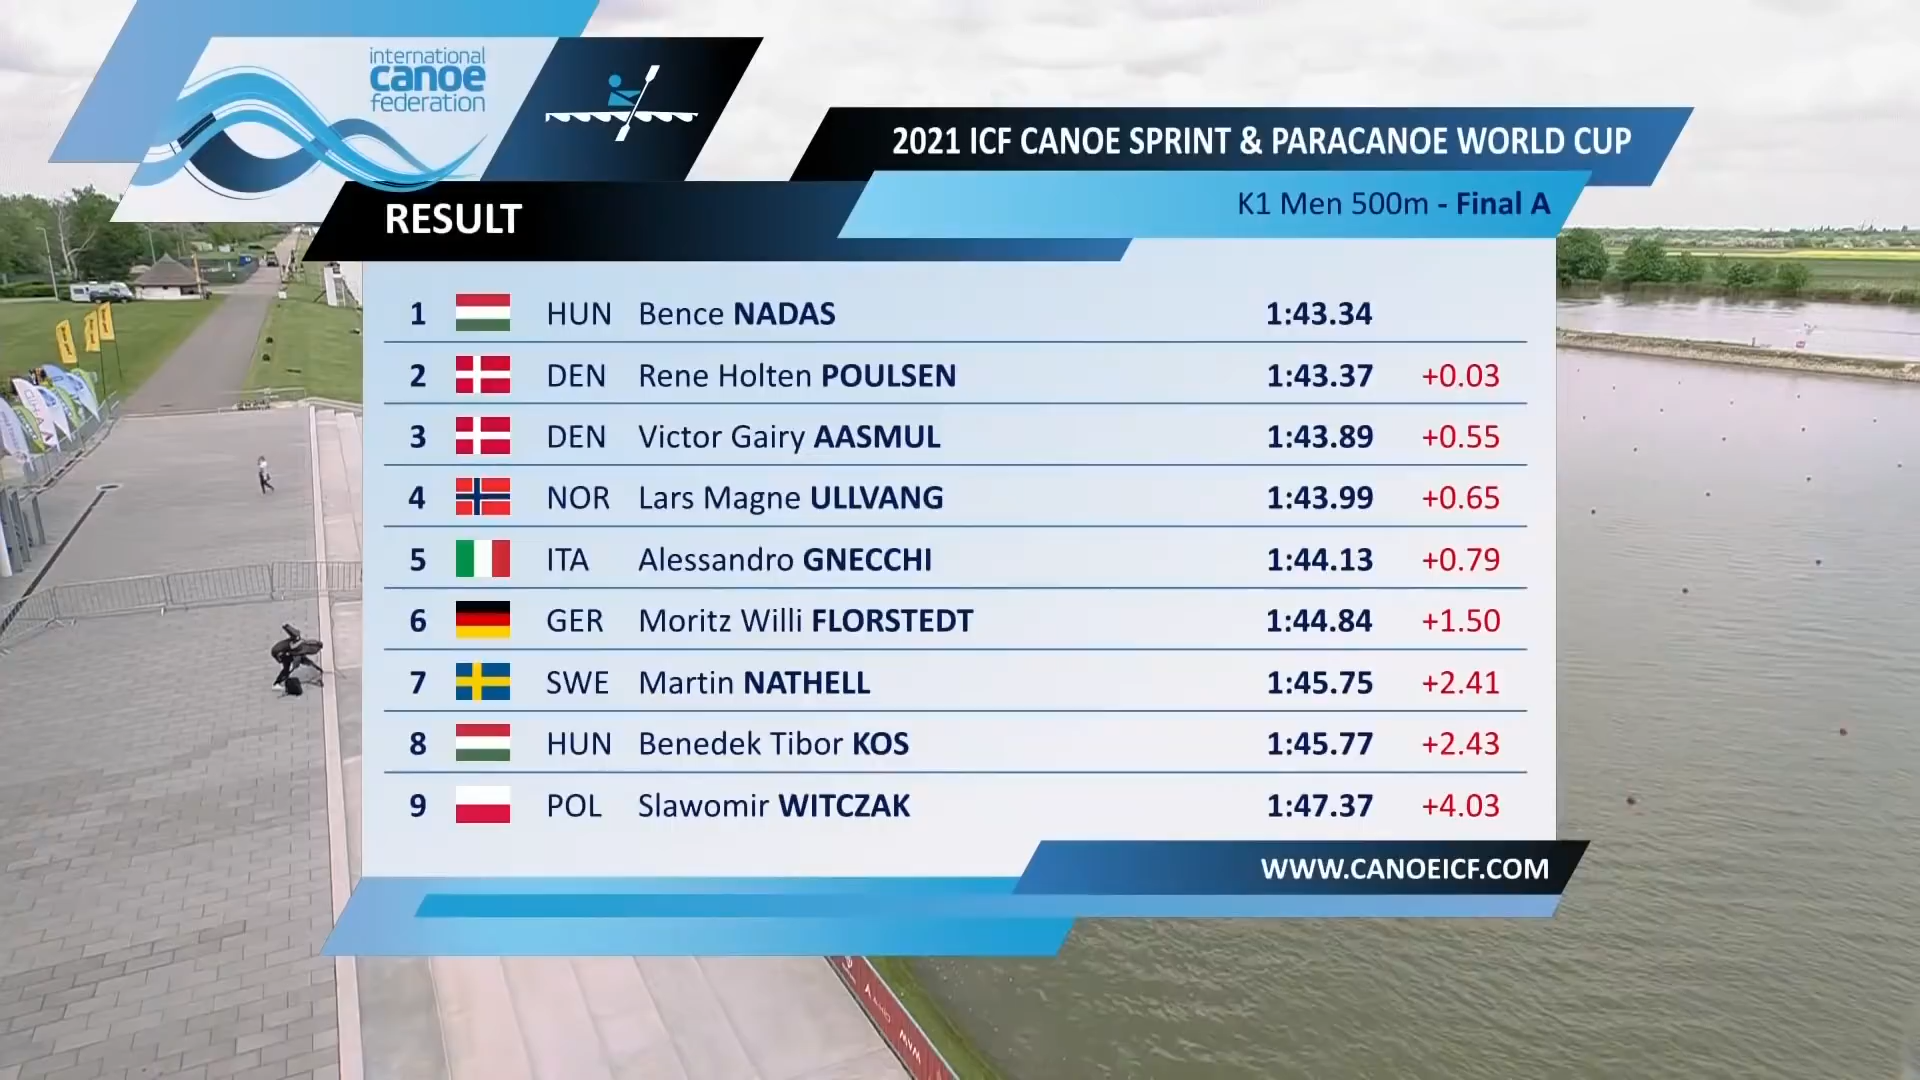 international
canoe
federation
2021 ICF CANOE SPRINT & PARACANOE WORLD CUP
K1 Men 500m - Final A
RESULT
1 HUN Bence NADAS 1:43.34
2 DEN Rene Holten POULSEN 1:43.37 +0.03
3 DEN Victor Gairy AASMUL 1:43.89 +0.55
4 NOR Lars Magne ULLVANG 1:43.99 +0.65
5 ITA Alessandro GNECCHI 1:44.13 +0.79
6 GER Moritz Willi FLORSTEDT 1:44.84 +1.50
7 SWE Martin NATHELL 1:45.75 +2.41
8 HUN Benedek Tibor KOS 1:45.77 +2.43
9 POL Slawomir WITCZAK 1:47.37 +4.03
WWW.CANOEICF.COM
MVM